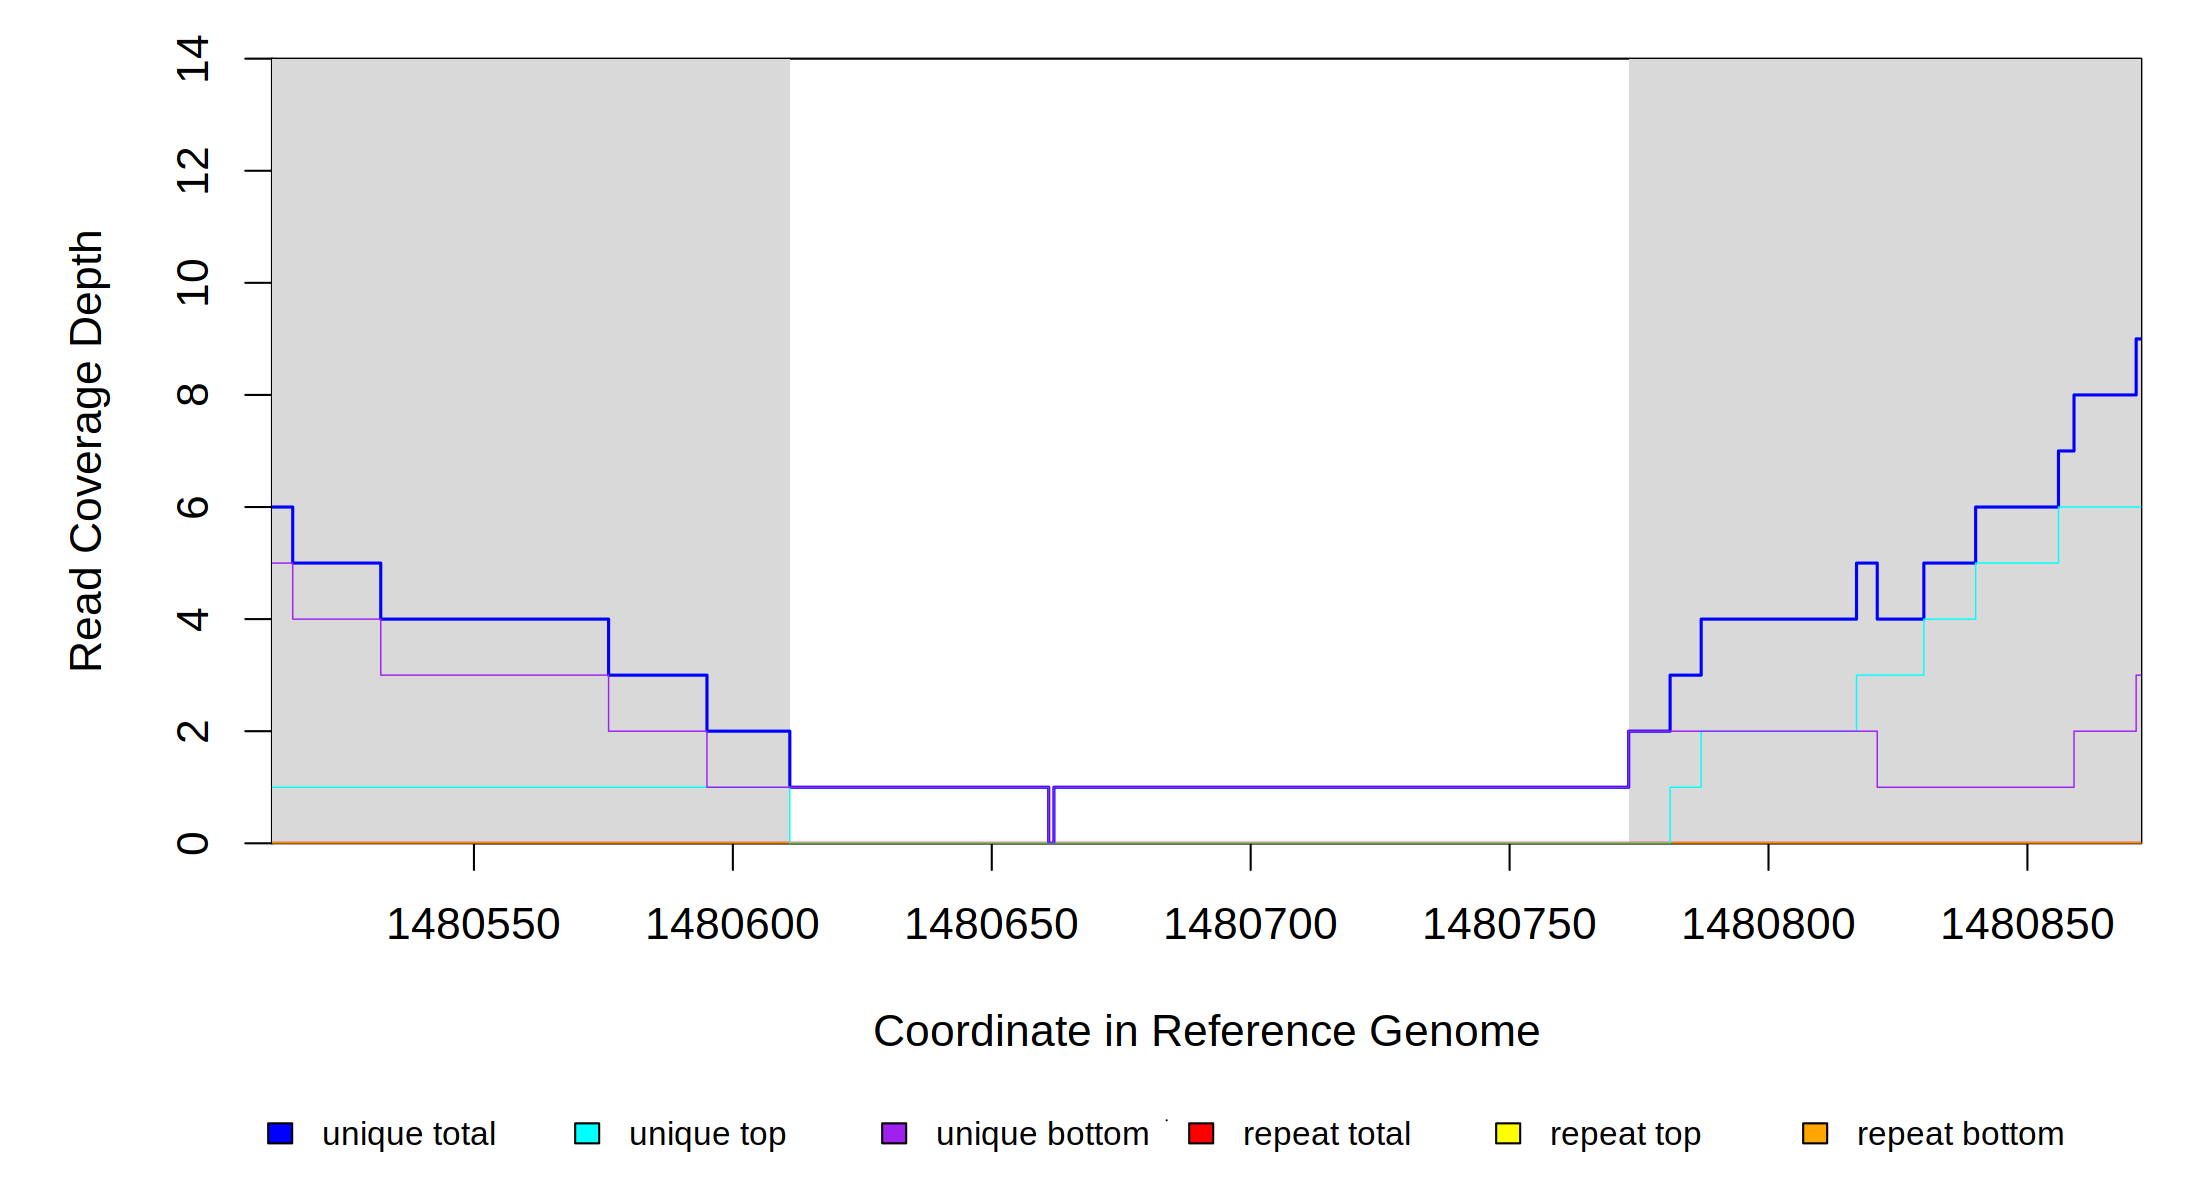 14
12
10
8
6
4
2
0
Read Coverage Depth
1480550 1480600 1480650 1480700 1480750 1480800 1480850
Coordinate in Reference Genome
unique total unique top unique bottom repeat total repeat top repeat bottom